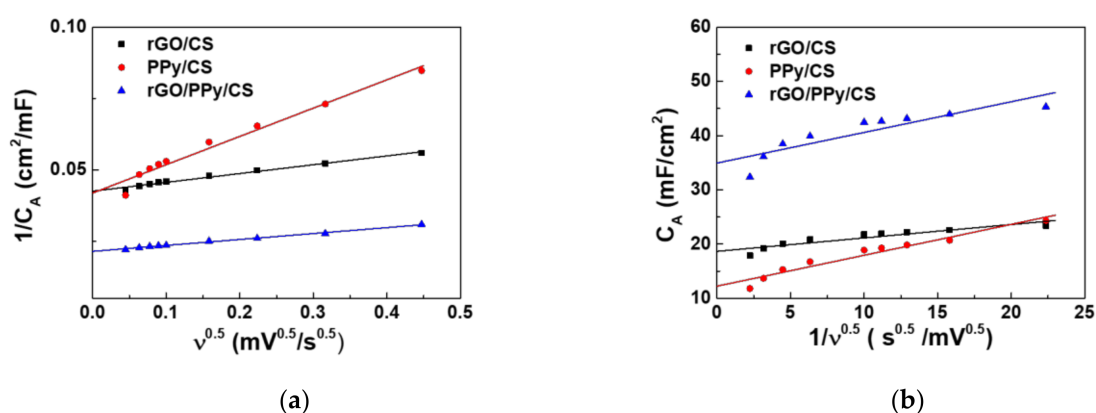 0.10
0.05
1/C_A (cm²/mF)
rGO/CS
PPy/CS
rGO/PPy/CS
0.0 0.1 0.2 0.3 0.4 0.5
ν^0.5 (mV^0.5/s^0.5)
(a)
60
50
40
30
20
10
C_A (mF/cm²)
rGO/CS
PPy/CS
rGO/PPy/CS
0 5 10 15 20 25
1/ν^0.5 ( s^0.5 /mV^0.5)
(b)